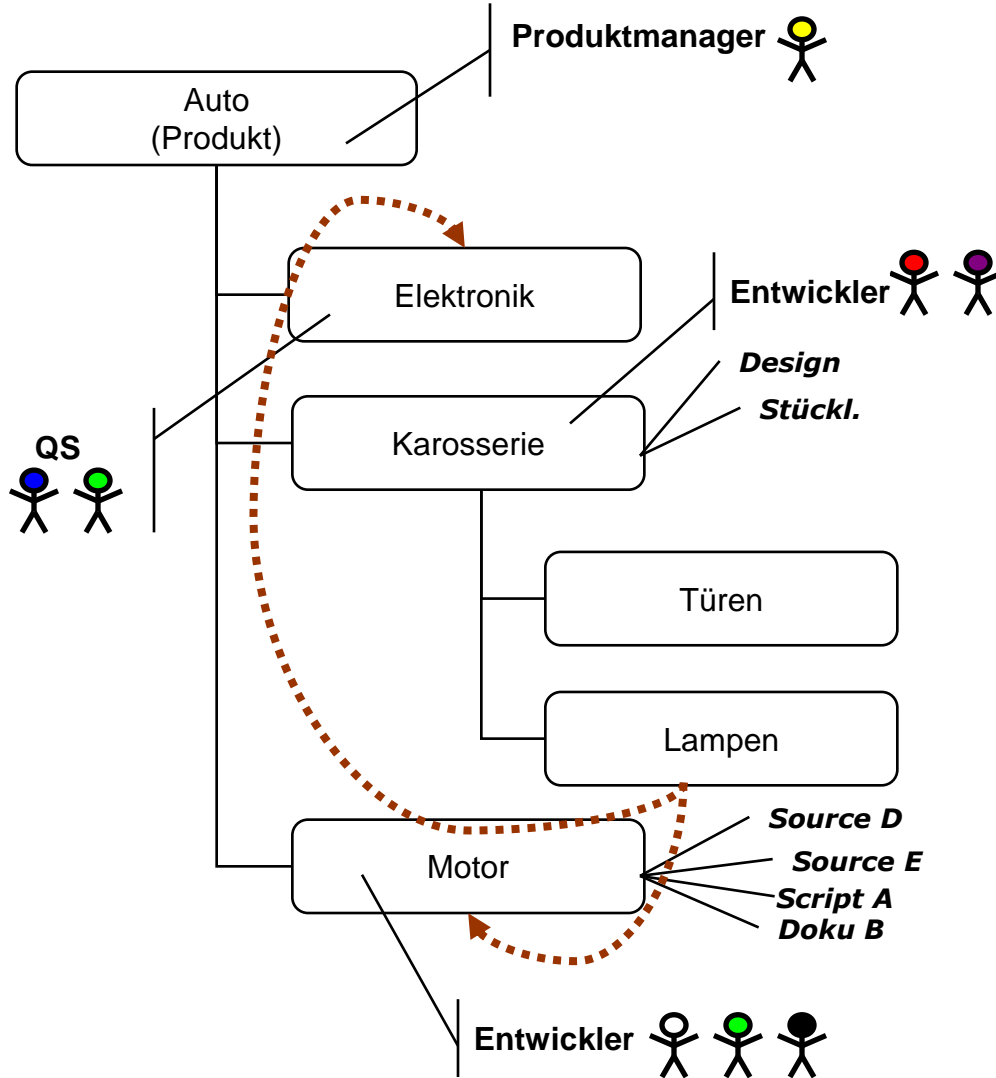 Produktmanager
Auto
(Produkt)
Elektronik
Entwickler
Design
Stückl.
Karosserie
QS
Türen
Lampen
Source D
Source E
Script A
Doku B
Motor
Entwickler